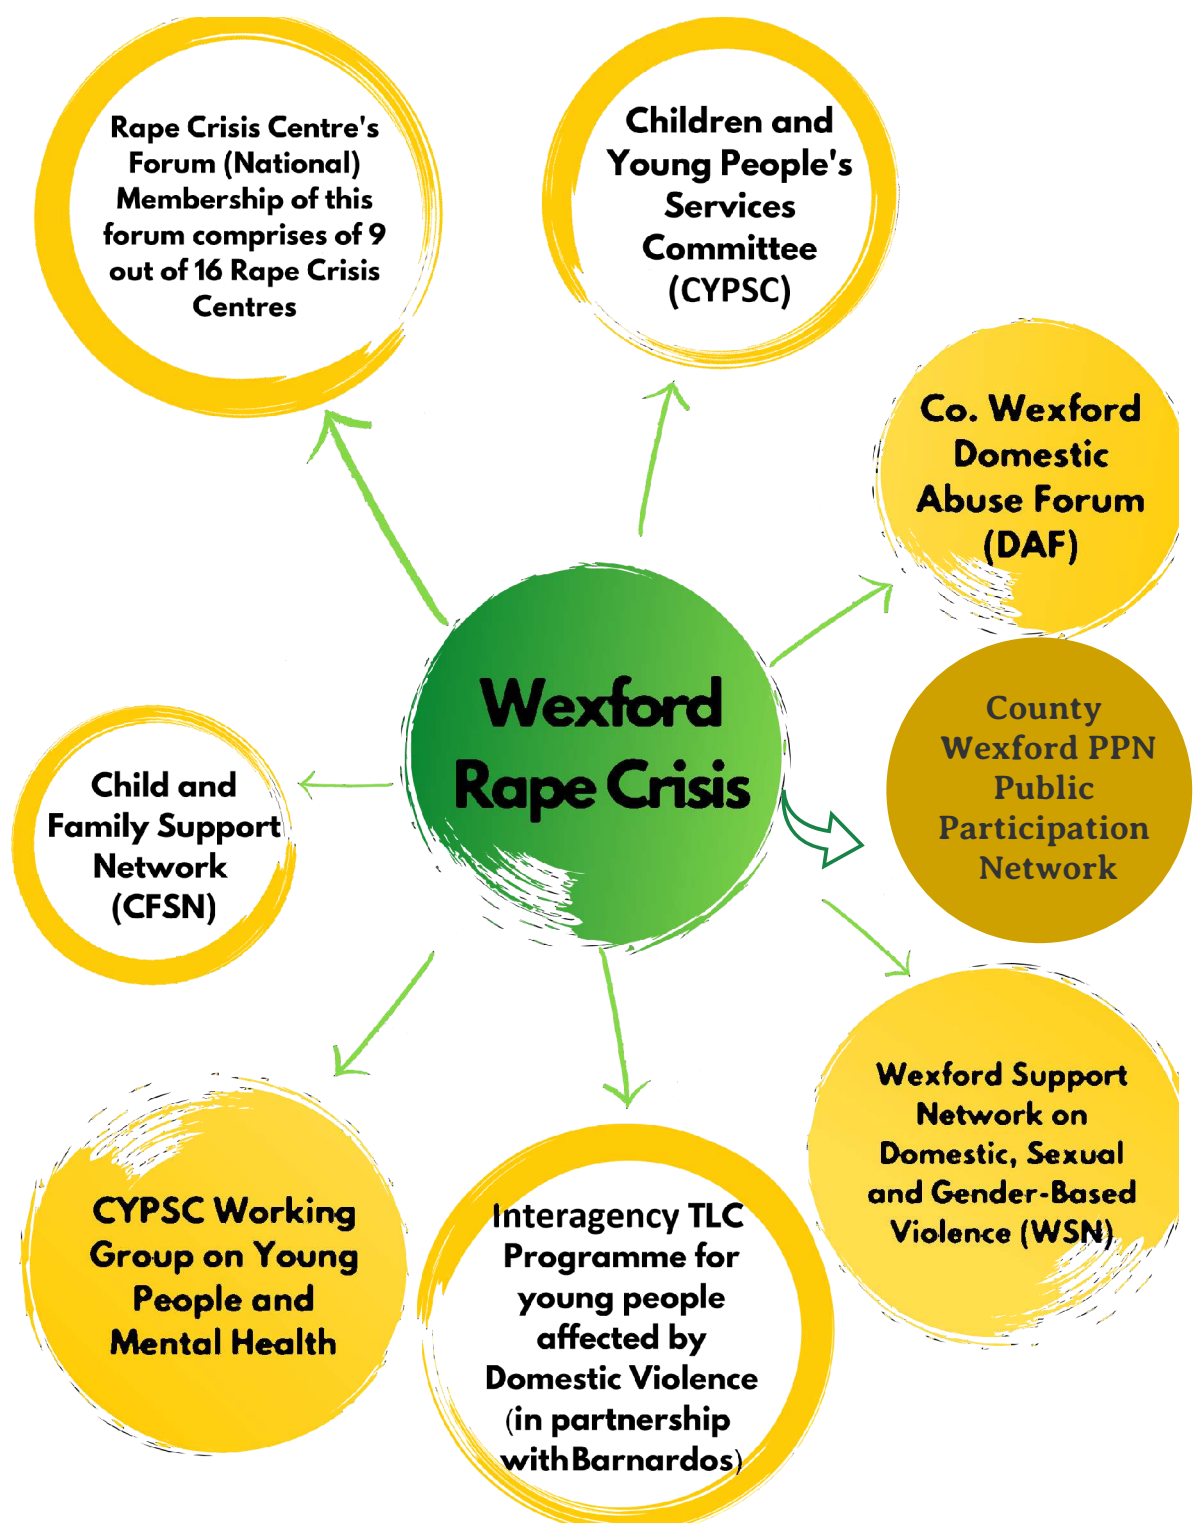 Rape Crisis Centre's
Forum (National)
Membership of this
forum comprises of 9
out of 16 Rape Crisis
Centres
Children and
Young People's
Services
Committee
(CYPSC)
Co. Wexford
Domestic
Abuse Forum
(DAF)
Wexford
Rape Crisis
County
Wexford PPN
Public
Participation
Network
Child and
Family Support
Network
(CFSN)
Wexford Support
Network on
Domestic, Sexual
and Gender-Based
Violence (WSN)
CYPSC Working
Group on Young
People and
Mental Health
Interagency TLC
Programme for
young people
affected by
Domestic Violence
(in partnership
with Barnardos)